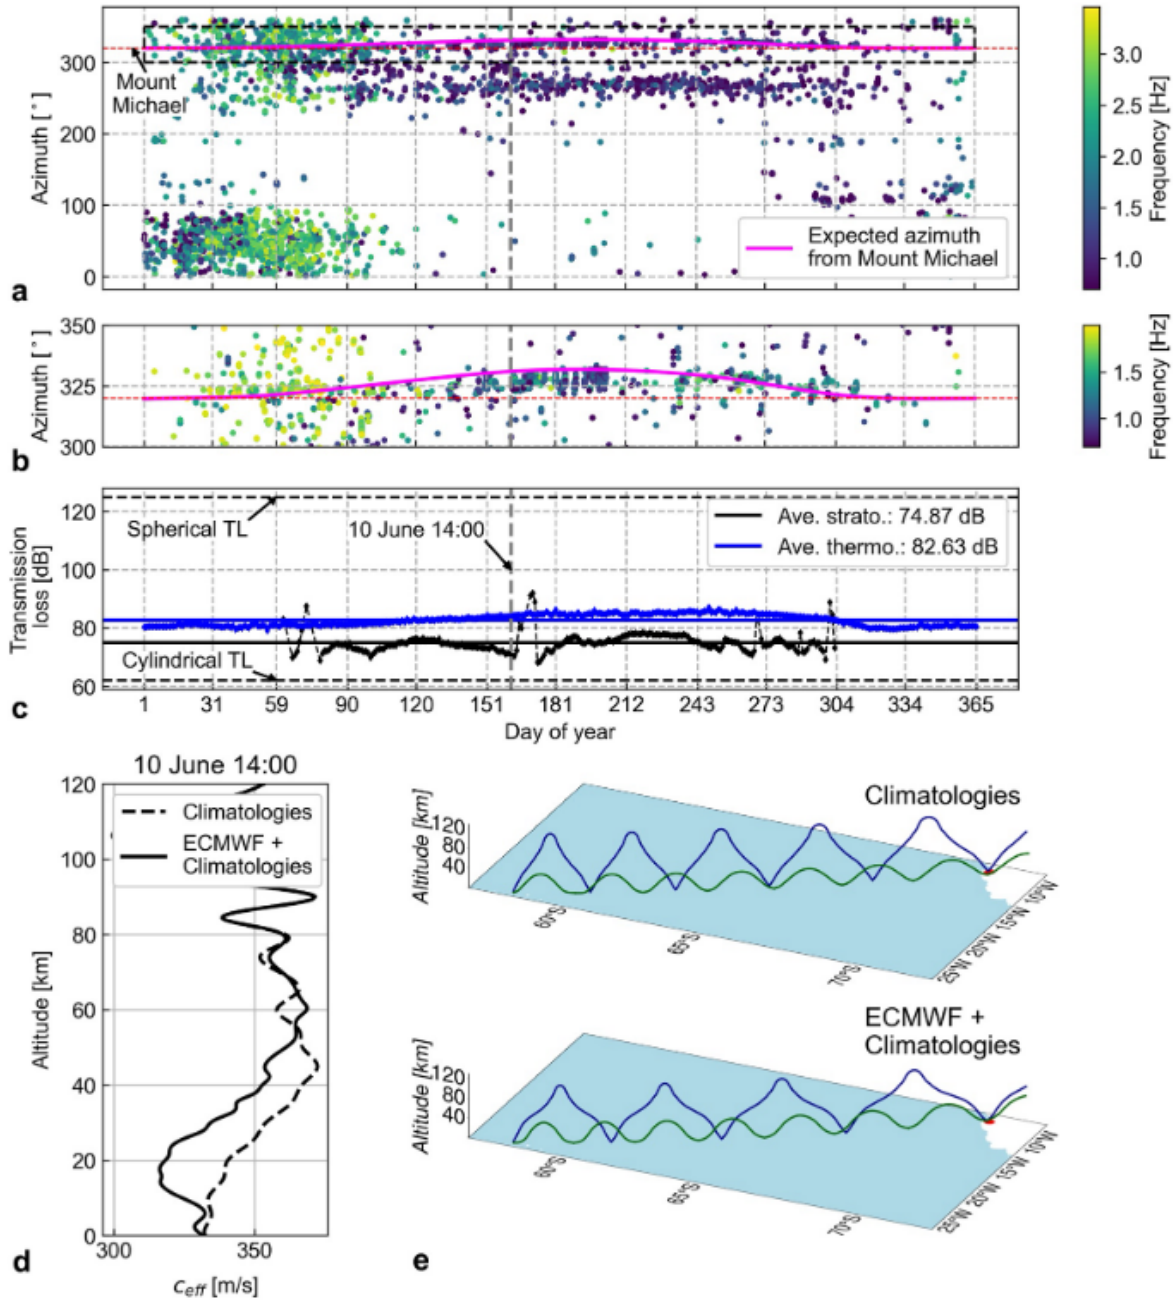 300
200
100
0
Azimuth [ ° ]
Mount
Michael
Expected azimuth
from Mount Michael
3.0
2.5
2.0
1.5
1.0
Frequency [Hz]
a
350
325
300
Azimuth [ ° ]
1.5
1.0
Frequency [Hz]
b
120
100
80
60
Transmission
loss [dB]
Spherical TL
10 June 14:00
Cylindrical TL
Ave. strato.: 74.87 dB
Ave. thermo.: 82.63 dB
1 31 59 90 120 151 181 212 243 273 304 334 365
Day of year
c
10 June 14:00
Climatologies
ECMWF +
Climatologies
120
100
80
60
40
20
0
Altitude [km]
300 350
Ceff [m/s]
d
Climatologies
Altitude [km]
120
80
40
60°S
65°S
70°S
25°W 20°W 15°W 10°W
ECMWF +
Climatologies
Altitude [km]
120
80
40
60°S
65°S
70°S
25°W 20°W 15°W 10°W
e